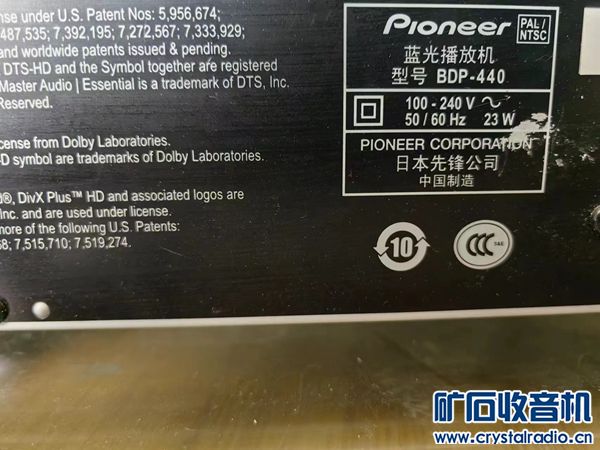 nse under U.S. Patent Nos: 5,956,674;
487,535; 7,392,195; 7,272,567; 7,333,929;
and worldwide patents issued & pending.
DTS-HD and the Symbol together are registered
Master Audio | Essential is a trademark of DTS, Inc.
Reserved.
icense from Dolby Laboratories.
-D symbol are trademarks of Dolby Laboratories.
d®, DivX Plus™ HD and associated logos are
Inc. and are used under license.
more of the following U.S. Patents:
68; 7,515,710; 7,519,274.
Pioneer
PAL/
NTSC
蓝光播放机
型号 BDP-440
100 - 240 V ~
50 / 60 Hz 23 W
PIONEER CORPORATION
日本先锋公司
中国制造
10
CCC
S&E
矿石收音机
www.crystalradio.cn